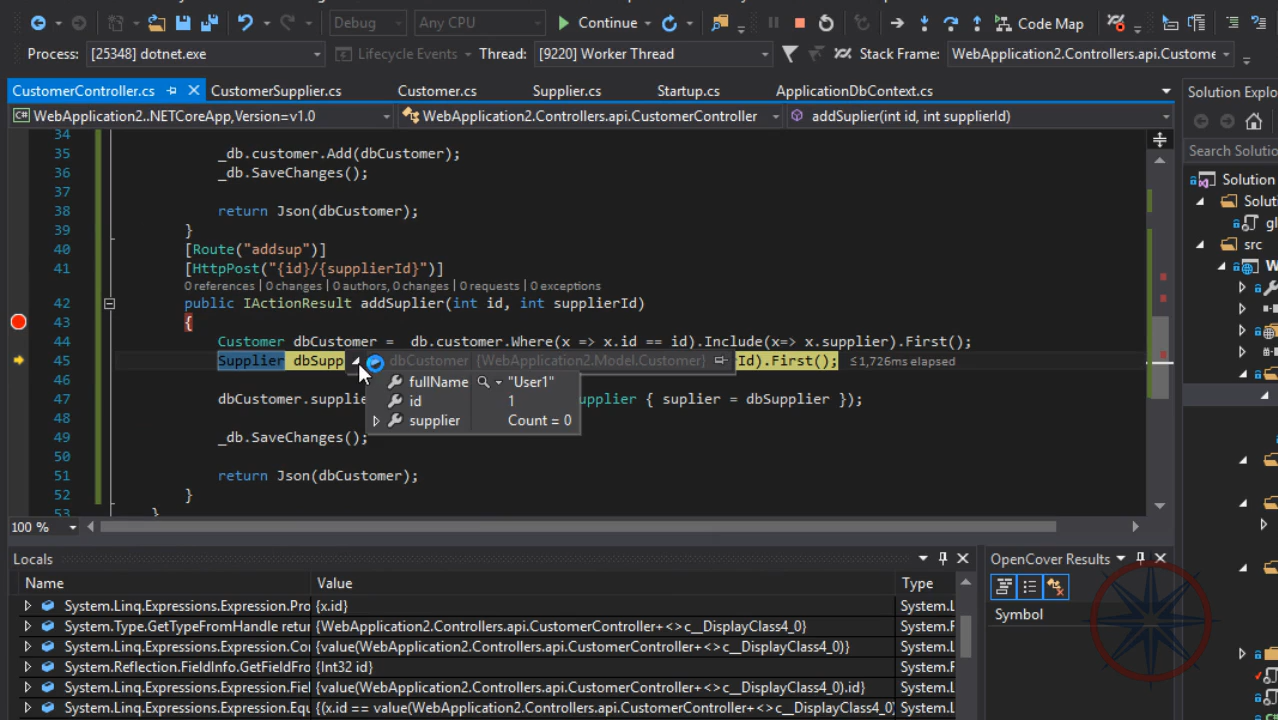 Debug Any CPU Continue Code Map
Process: [25348] dotnet.exe Lifecycle Events Thread: [9220] Worker Thread Stack Frame: WebApplication2.Controllers.api.Custome
CustomerController.cs CustomerSupplier.cs Customer.cs Supplier.cs Startup.cs ApplicationDbContext.cs
WebApplication2..NETCoreApp,Version=v1.0 WebApplication2.Controllers.api.CustomerController addSuplier(int id, int supplierId)
34
35 _db.customer.Add(dbCustomer);
36 _db.SaveChanges();
37
38 return Json(dbCustomer);
39 }
40 [Route("addsup")]
41 [HttpPost("{id}/{supplierId}")]
0 references | 0 changes | 0 authors, 0 changes | 0 requests | 0 exceptions
42 public IActionResult addSuplier(int id, int supplierId)
43 {
44 Customer dbCustomer = _db.customer.Where(x => x.id == id).Include(x=> x.supplier).First();
45 Supplier dbSupp dbCustomer {WebApplication2.Model.Customer} Id).First(); ≤1,726ms elapsed
fullName "User1"
46
id 1
47 dbCustomer.supplie upplier { suplier = dbSupplier });
supplier Count = 0
48
49 _db.SaveChanges();
50
51 return Json(dbCustomer);
52 }
53 }
100 %
Locals
Name Value Type
System.Linq.Expressions.Expression.Pro {x.id} System.L
System.Type.GetTypeFromHandle retur {WebApplication2.Controllers.api.CustomerController+<>c__DisplayClass4_0} System.T
System.Linq.Expressions.Expression.Co {value(WebApplication2.Controllers.api.CustomerController+<>c__DisplayClass4_0)} System.L
System.Reflection.FieldInfo.GetFieldFro {Int32 id} System.F
System.Linq.Expressions.Expression.Fiel {value(WebApplication2.Controllers.api.CustomerController+<>c__DisplayClass4_0).id} System.L
System.Linq.Expressions.Expression.Equ {(x.id == value(WebApplication2.Controllers.api.CustomerController+<>c__DisplayClass4_0) System.L
OpenCover Results
Symbol
Solution Explo
Search Solutio
Solution
Solu
gl
src
W